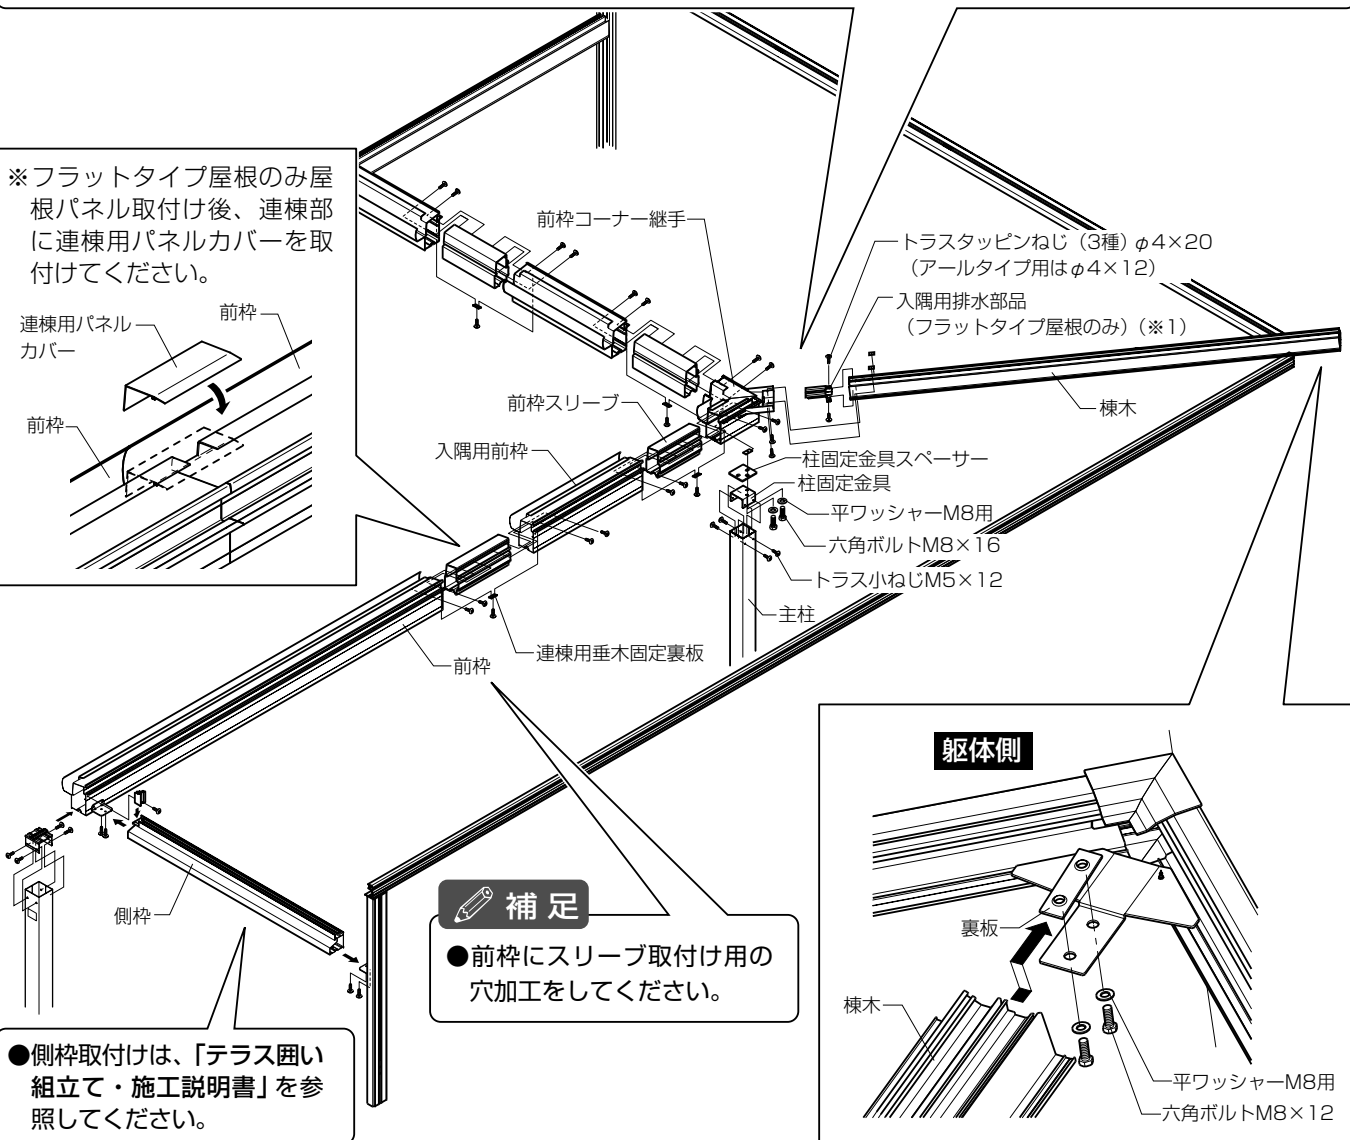 ※フラットタイプ屋根のみ屋
根パネル取付け後、連棟部
に連棟用パネルカバーを取
付けてください。
連棟用パネル
カバー
前枠
前枠
前枠コーナー継手
トラスタッピンねじ（3種）φ4×20
（アールタイプ用はφ4×12）
入隅用排水部品
（フラットタイプ屋根のみ）（※1）
棟木
前枠スリーブ
入隅用前枠
柱固定金具スペーサー
柱固定金具
平ワッシャーM8用
六角ボルトM8×16
トラス小ねじM5×12
主柱
連棟用垂木固定裏板
前枠
側枠
補足
●前枠にスリーブ取付け用の
穴加工をしてください。
●側枠取付けは、「テラス囲い
組立て・施工説明書」を参
照してください。
躯体側
裏板
棟木
平ワッシャーM8用
六角ボルトM8×12